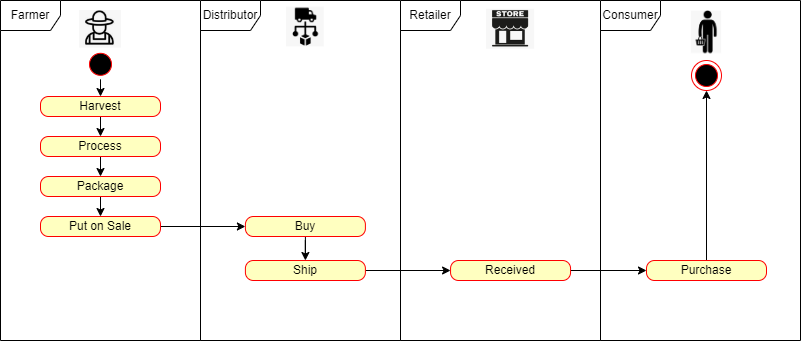 Farmer
Distributor
Retailer
Consumer
STORE
Harvest
Process
Package
Put on Sale
Buy
Ship
Received
Purchase